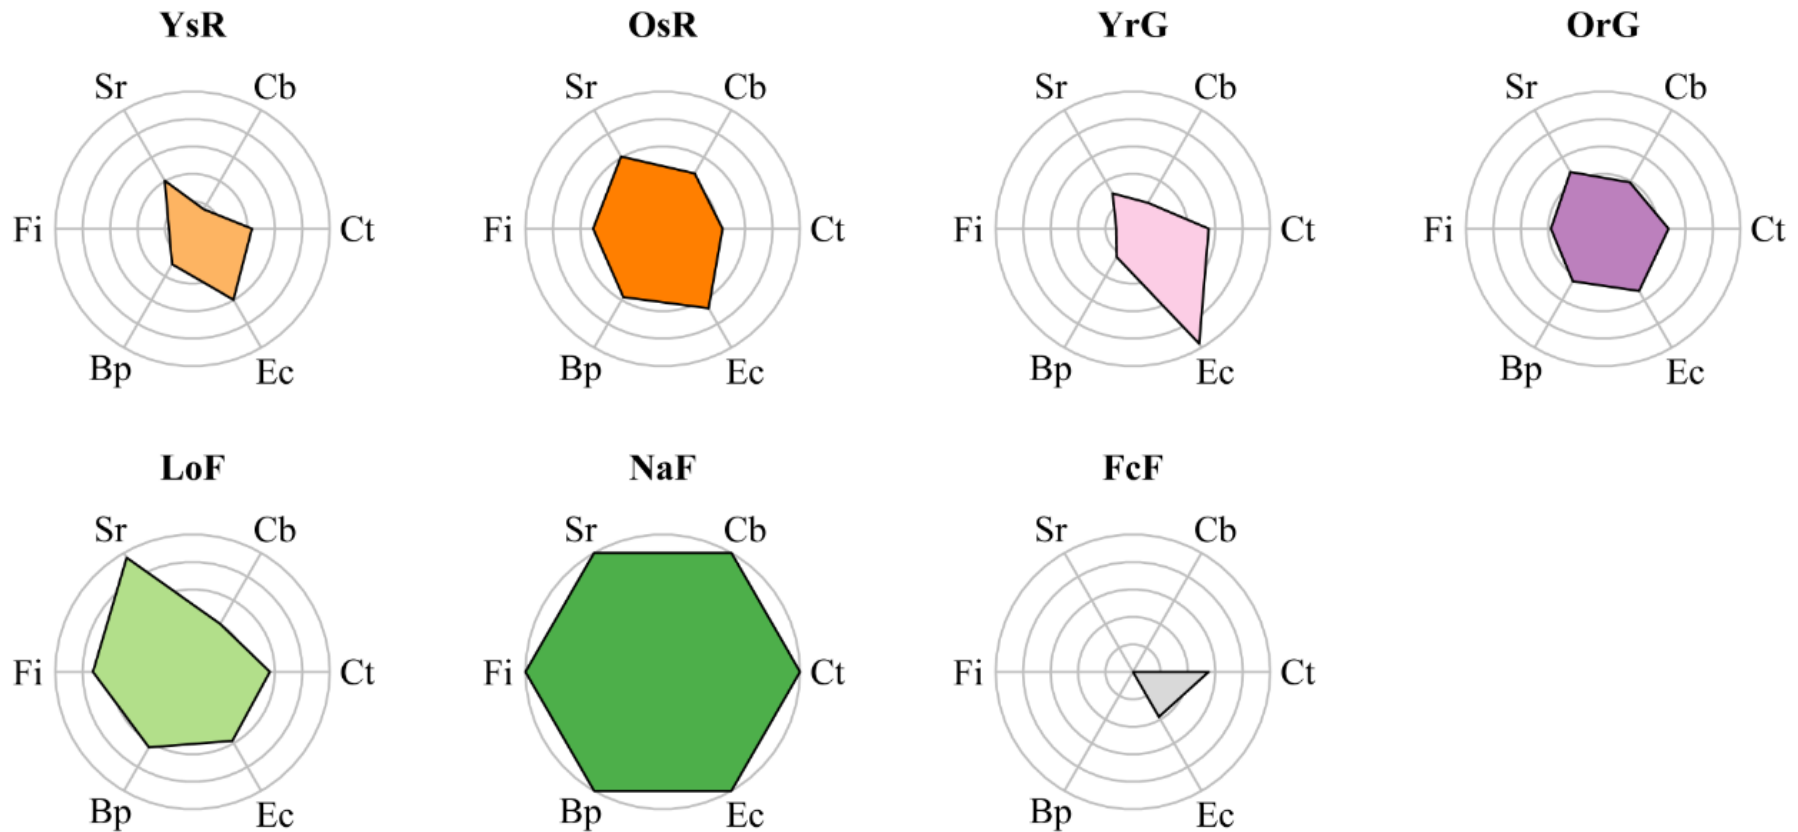 YsR OsR YrG OrG
Sr Cb Sr Cb Sr Cb Sr Cb
Fi Ct Fi Ct Fi Ct Fi Ct
Bp Ec Bp Ec Bp Ec Bp Ec
LoF NaF FcF
Sr Cb Sr Cb Sr Cb
Fi Ct Fi Ct Fi Ct
Bp Ec Bp Ec Bp Ec